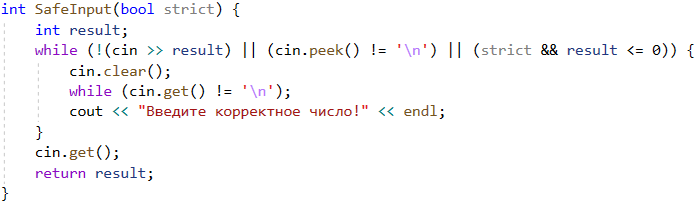 int SafeInput(bool strict) {
    int result;
    while (!(cin >> result) || (cin.peek() != '\n') || (strict && result <= 0)) {
        cin.clear();
        while (cin.get() != '\n');
        cout << "Введите корректное число!" << endl;
    }
    cin.get();
    return result;
}